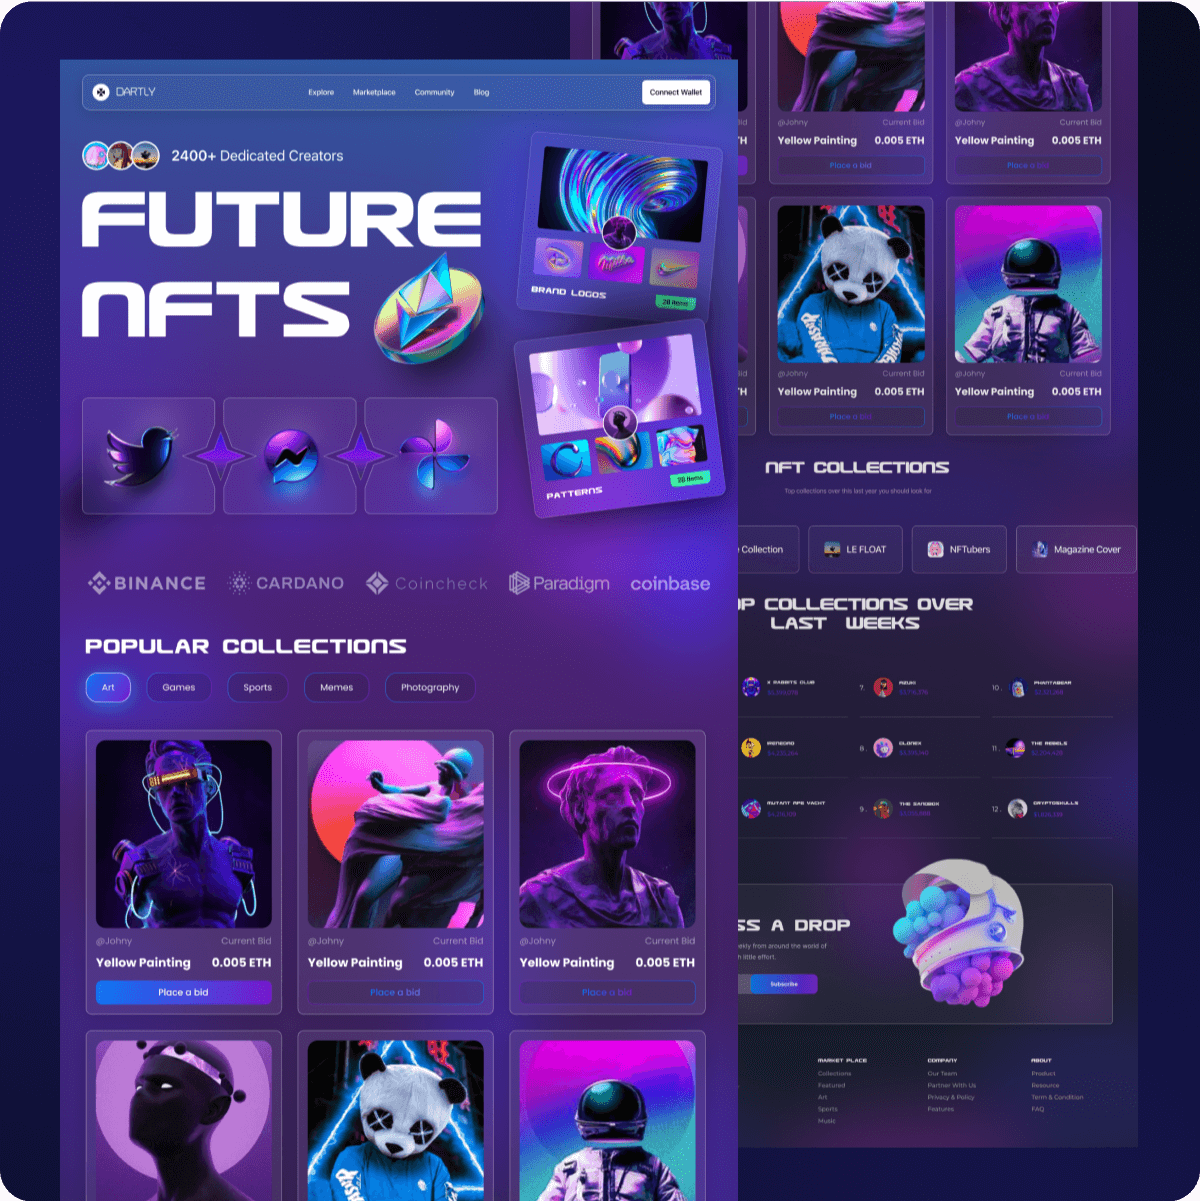 DARTLY
Explore
Marketplace
Community
Blog
Connect Wallet
2400+ Dedicated Creators
FUTURE
NFTS
BRAND LOGOS
28 Items
PATTERNS
28 Items
BINANCE
CARDANO
Coincheck
Paradigm
coinbase
POPULAR COLLECTIONS
Art
Games
Sports
Memes
Photography
@Johny Current Bid
Yellow Painting 0.005 ETH
Place a bid
@Johny Current Bid
Yellow Painting 0.005 ETH
Place a bid
@Johny Current Bid
Yellow Painting 0.005 ETH
Place a bid
@Johny Current Bid
Yellow Painting 0.005 ETH
Place a bid
@Johny Current Bid
Yellow Painting 0.005 ETH
Place a bid
@Johny Current Bid
Yellow Painting 0.005 ETH
Place a bid
@Johny Current Bid
Yellow Painting 0.005 ETH
Place a bid
NFT COLLECTIONS
Top collections over this last year you should look for
Collection
LE FLOAT
NFTubers
Magazine Cover
OP COLLECTIONS OVER
LAST WEEKS
X RABBITS CLUB
7. AZUKI
10. PHANTABEAR
8. CLONEX
11. THE REBELS
MUTANT APE YACHT
9. THE SANDBOX
12. CRYPTOSKULLS
SS A DROP
ekly from around the world of
little effort.
Subscribe
MARKET PLACE
Collections
Featured
Art
Sports
Music
COMPANY
Our Team
Partner With Us
Privacy & Policy
Features
ABOUT
Product
Resource
Term & Condition
FAQ